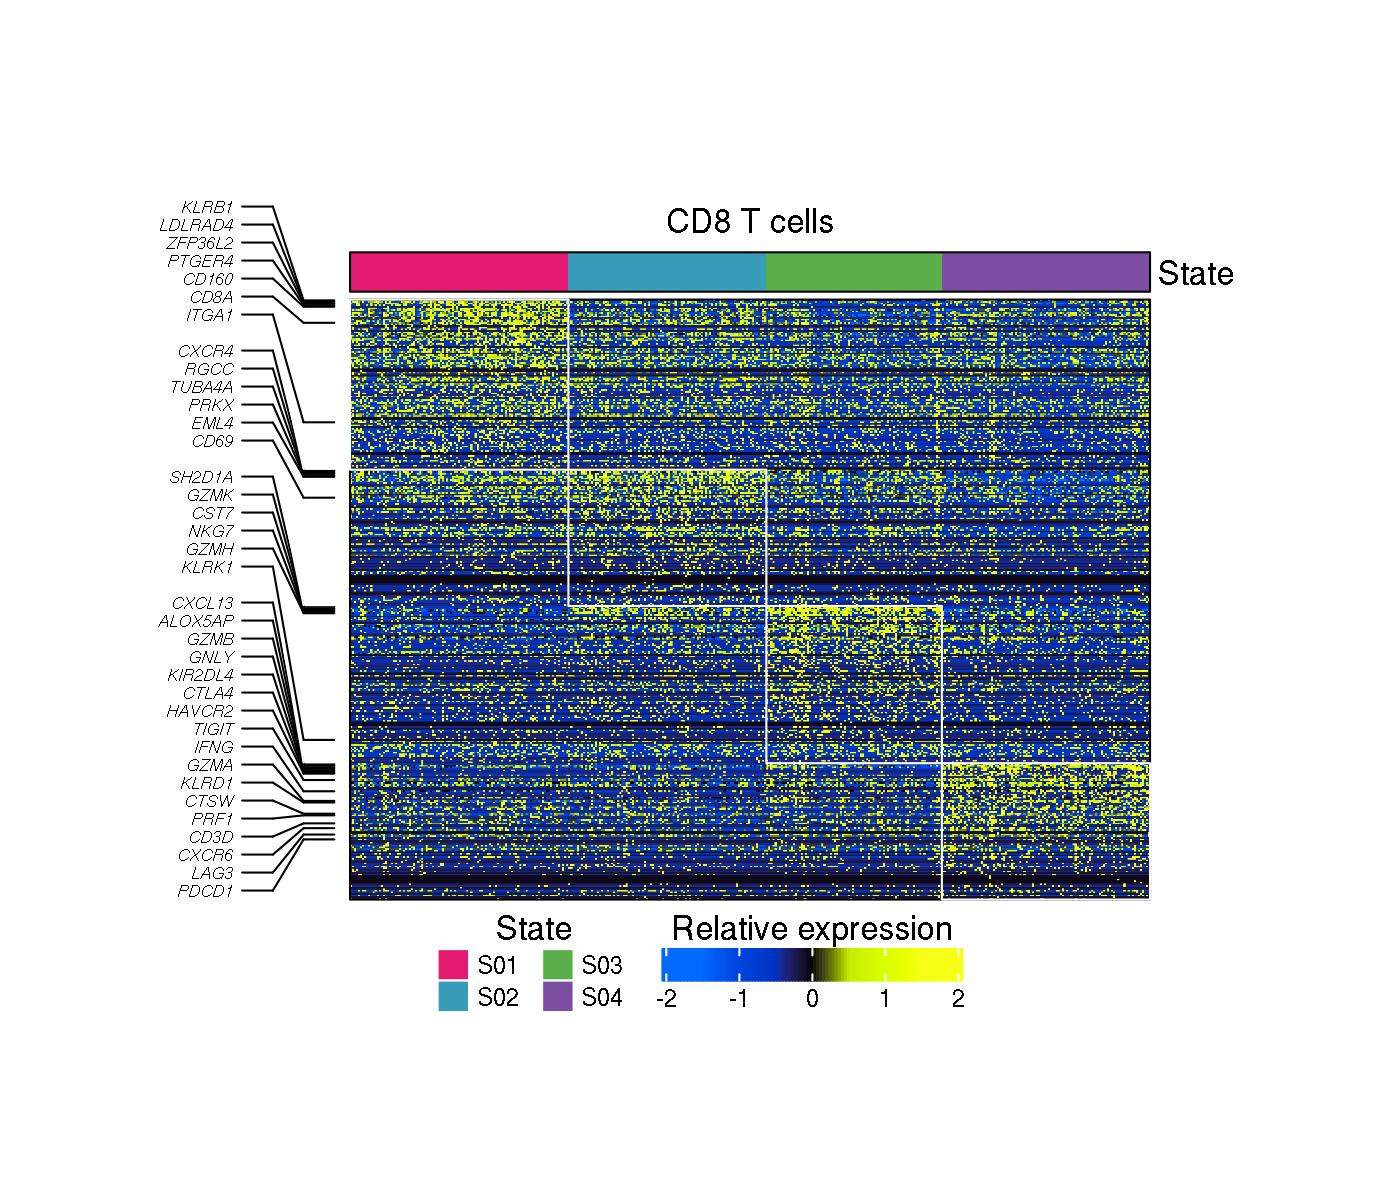 CD8 T cells
State
KLRB1
LDLRAD4
ZFP36L2
PTGER4
CD160
CD8A
ITGA1
CXCR4
RGCC
TUBA4A
PRKX
EML4
CD69
SH2D1A
GZMK
CST7
NKG7
GZMH
KLRK1
CXCL13
ALOX5AP
GZMB
GNLY
KIR2DL4
CTLA4
HAVCR2
TIGIT
IFNG
GZMA
KLRD1
CTSW
PRF1
CD3D
CXCR6
LAG3
PDCD1
State
S01 S03
S02 S04
Relative expression
-2 -1 0 1 2